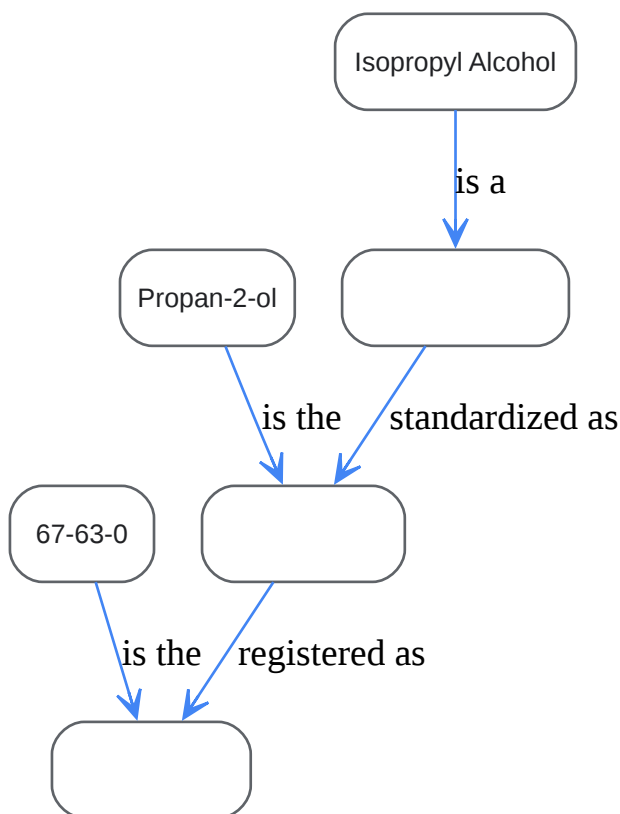 Isopropyl Alcohol
is a
Propan-2-ol
is the
standardized as
67-63-0
is the
registered as